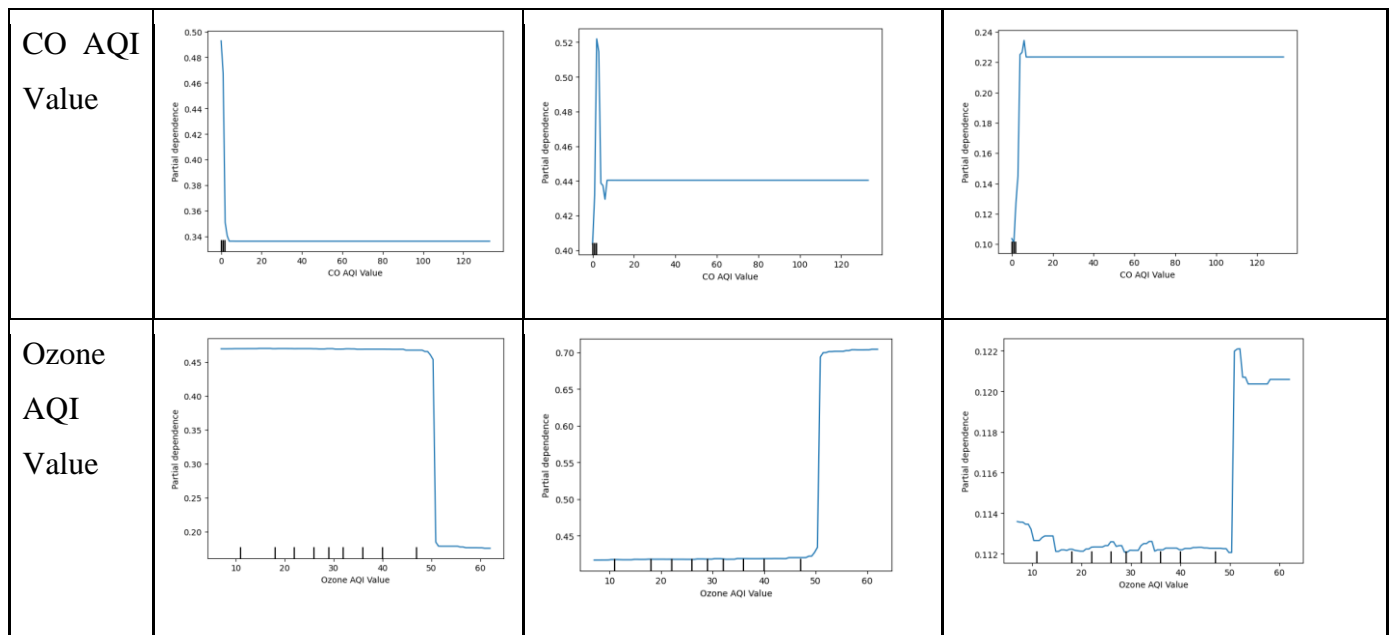 CO AQI
Value
0.50
0.48
0.46
0.44
0.42
0.40
0.38
0.36
0.34
Partial dependence
0 20 40 60 80 100 120
CO AQI Value
0.52
0.50
0.48
0.46
0.44
0.42
0.40
Partial dependence
0 20 40 60 80 100 120
CO AQI Value
0.24
0.22
0.20
0.18
0.16
0.14
0.12
0.10
Partial dependence
0 20 40 60 80 100 120
CO AQI Value
Ozone
AQI
Value
0.45
0.40
0.35
0.30
0.25
0.20
Partial dependence
10 20 30 40 50 60
Ozone AQI Value
0.70
0.65
0.60
0.55
0.50
0.45
Partial dependence
10 20 30 40 50 60
Ozone AQI Value
0.122
0.120
0.118
0.116
0.114
0.112
Partial dependence
10 20 30 40 50 60
Ozone AQI Value